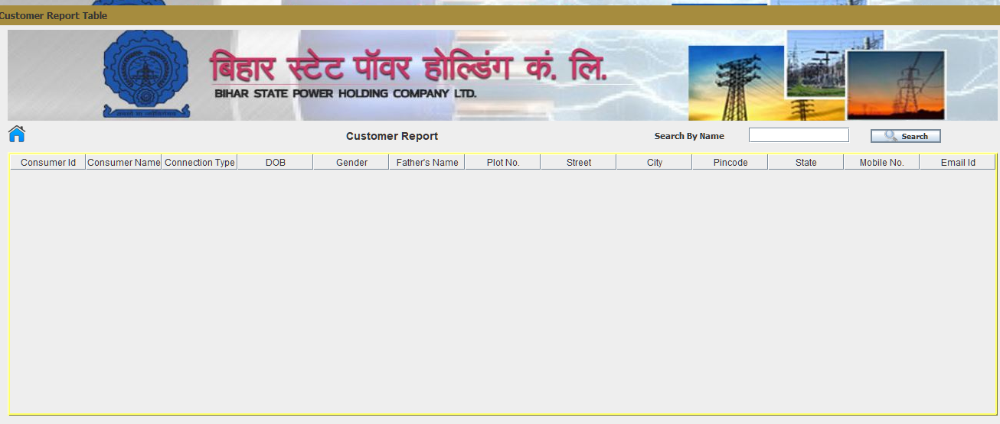 Customer Report Table
बिहार स्टेट पॉवर होल्डिंग कं. लि.
BIHAR STATE POWER HOLDING COMPANY LTD.
Customer Report
Search By Name
Search
Consumer Id Consumer Name Connection Type DOB Gender Father's Name Plot No. Street City Pincode State Mobile No. Email Id